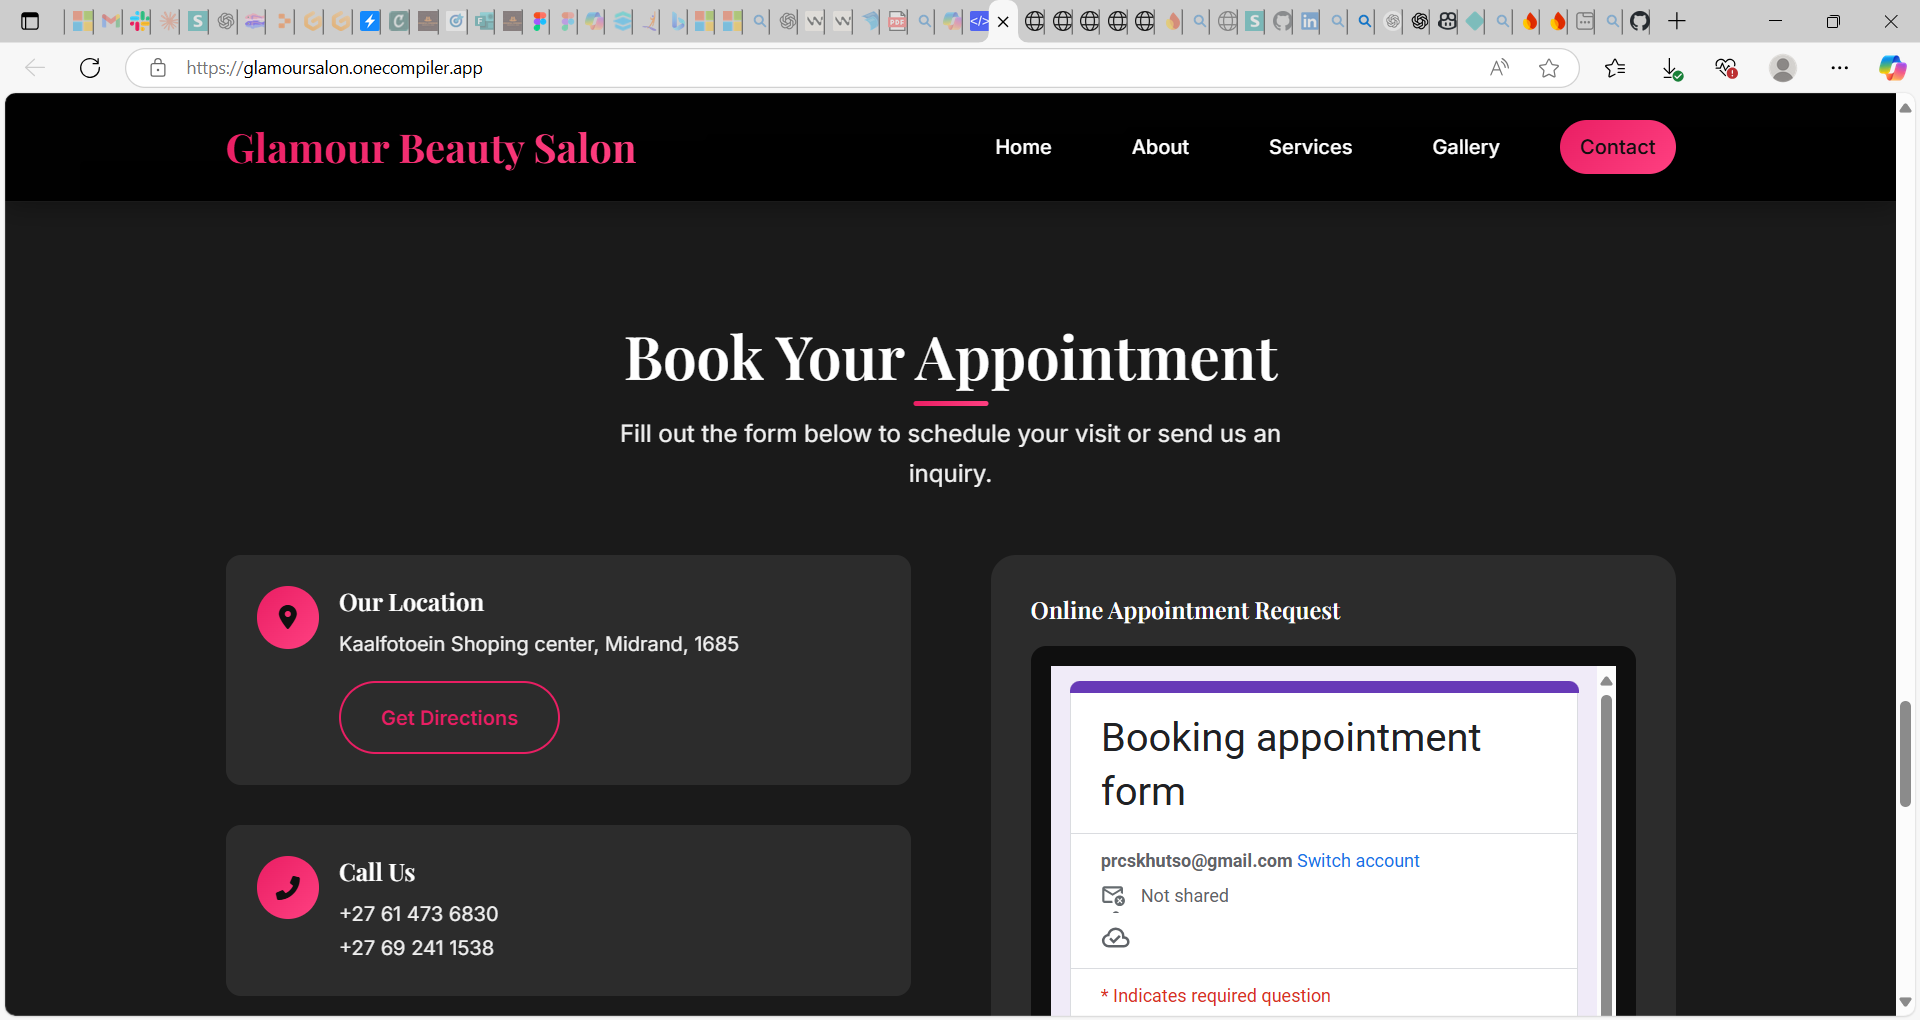 https://glamoursalon.onecompiler.app
Glamour Beauty Salon
Home
About
Services
Gallery
Contact
Book Your Appointment
Fill out the form below to schedule your visit or send us an
inquiry.
Our Location
Kaalfotoein Shoping center, Midrand, 1685
Get Directions
Call Us
+27 61 473 6830
+27 69 241 1538
Online Appointment Request
Booking appointment
form
prcskhutso@gmail.com Switch account
Not shared
* Indicates required question